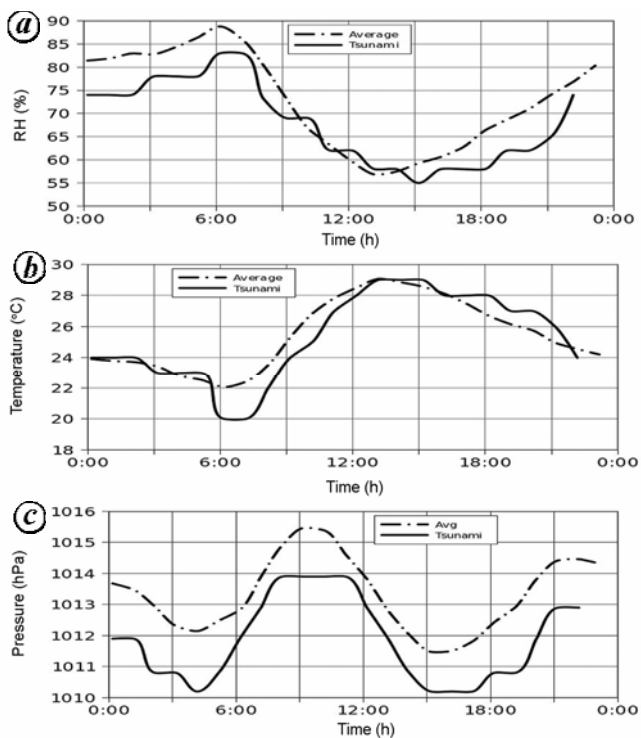 a
90
85
80
75
70
65
60
55
50
RH (%)
Average
Tsunami
0:00 6:00 12:00 18:00 0:00
Time (h)
b
30
28
26
24
22
20
18
Temperature (°C)
Average
Tsunami
0:00 6:00 12:00 18:00 0:00
Time (h)
c
1016
1015
1014
1013
1012
1011
1010
Pressure (hPa)
Avg
Tsunami
0:00 6:00 12:00 18:00 0:00
Time (h)